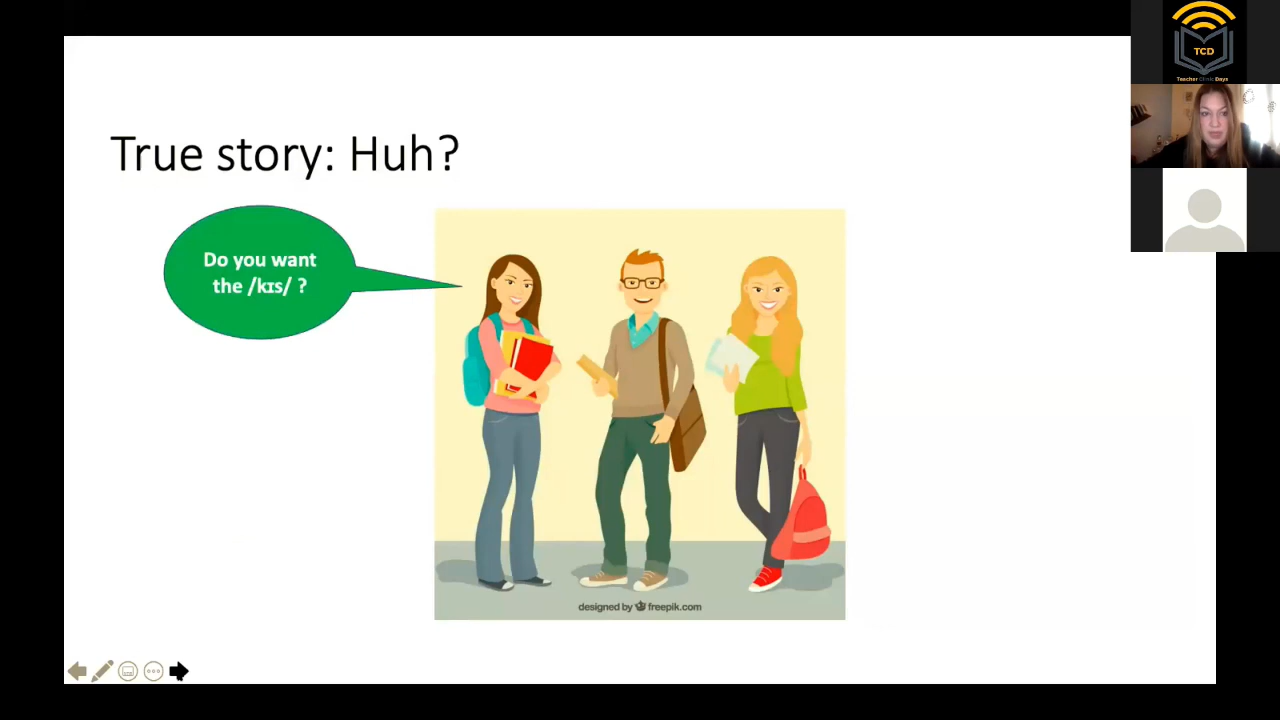 True story: Huh?
Do you want
the /kɪs/ ?
designed by freepik.com
TCD
Teacher Clinic Days